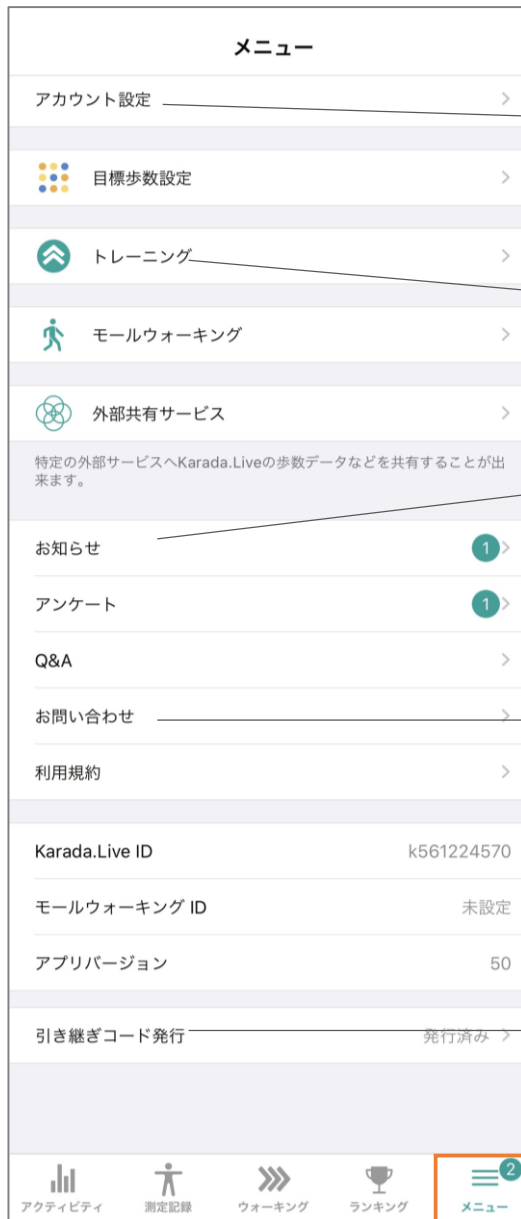 メニュー
アカウント設定
目標歩数設定
トレーニング
モールウォーキング
外部共有サービス
特定の外部サービスへKarada.Liveの歩数データなどを共有することが出
来ます。
お知らせ 1
アンケート 1
Q&A
お問い合わせ
利用規約
Karada.Live ID k561224570
モールウォーキング ID 未設定
アプリバージョン 50
引き継ぎコード発行 発行済み
2
アクティビティ 測定記録 ウォーキング ランキング メニュー